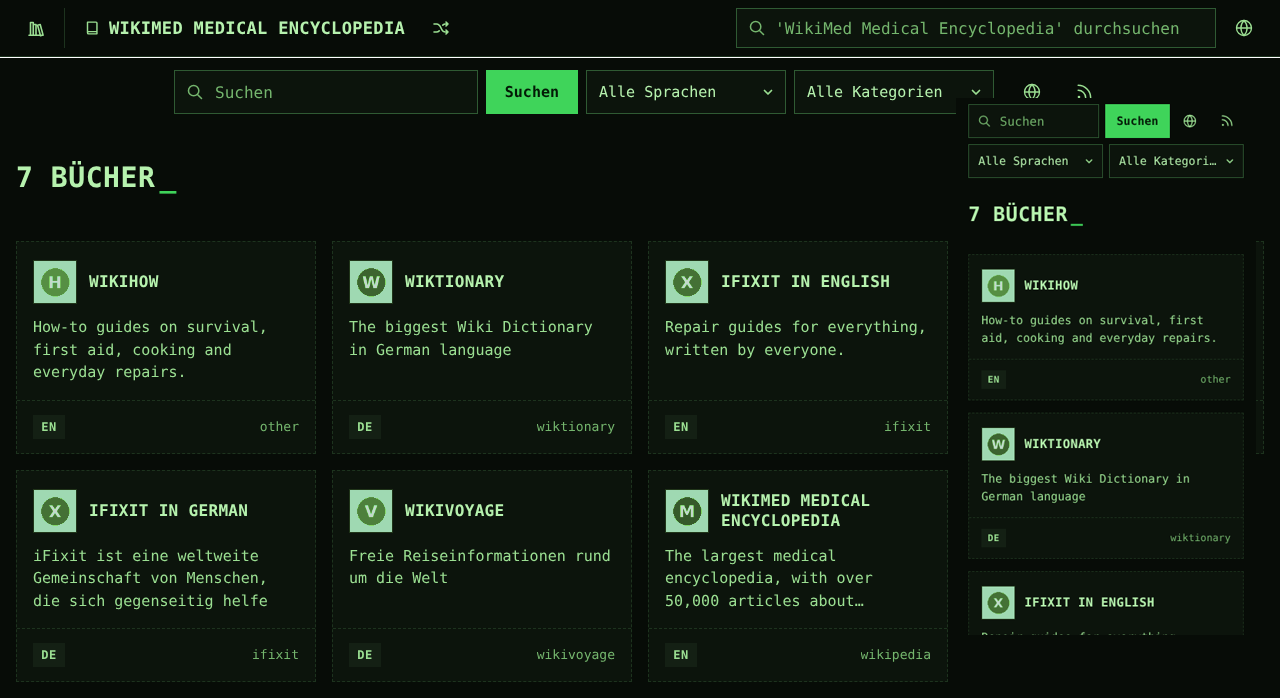 WIKIMED MEDICAL ENCYCLOPEDIA
'WikiMed Medical Encyclopedia' durchsuchen
Suchen
Suchen
Alle Sprachen
Alle Kategorien
7 BÜCHER_
H
WIKIHOW
How-to guides on survival,
first aid, cooking and
everyday repairs.
EN
other
W
WIKTIONARY
The biggest Wiki Dictionary
in German language
DE
wiktionary
X
IFIXIT IN ENGLISH
Repair guides for everything,
written by everyone.
EN
ifixit
X
IFIXIT IN GERMAN
iFixit ist eine weltweite
Gemeinschaft von Menschen,
die sich gegenseitig helfe
DE
ifixit
V
WIKIVOYAGE
Freie Reiseinformationen rund
um die Welt
DE
wikivoyage
M
WIKIMED MEDICAL
ENCYCLOPEDIA
The largest medical
encyclopedia, with over
50,000 articles about…
EN
wikipedia
Suchen
Suchen
Alle Sprachen
Alle Kategori…
7 BÜCHER_
H
WIKIHOW
How-to guides on survival, first
aid, cooking and everyday repairs.
EN
other
W
WIKTIONARY
The biggest Wiki Dictionary in
German language
DE
wiktionary
X
IFIXIT IN ENGLISH